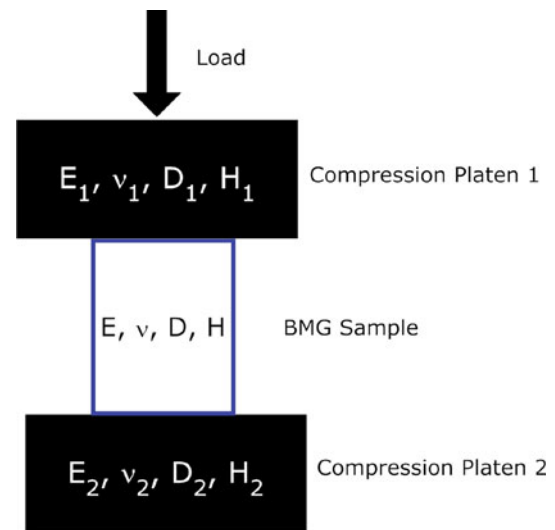 Load
E₁, ν₁, D₁, H₁
Compression Platen 1
E, ν, D, H
BMG Sample
E₂, ν₂, D₂, H₂
Compression Platen 2